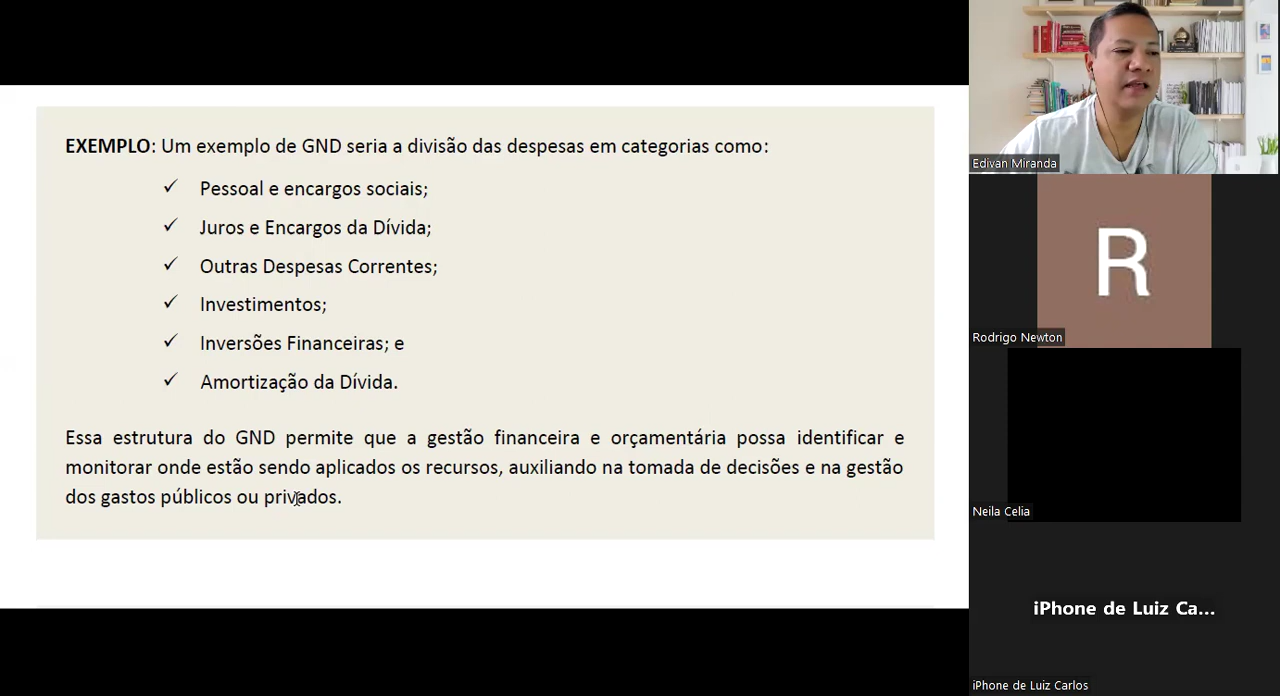 EXEMPLO: Um exemplo de GND seria a divisão das despesas em categorias como:
✓ Pessoal e encargos sociais;
✓ Juros e Encargos da Dívida;
✓ Outras Despesas Correntes;
✓ Investimentos;
✓ Inversões Financeiras; e
✓ Amortização da Dívida.
Essa estrutura do GND permite que a gestão financeira e orçamentária possa identificar e
monitorar onde estão sendo aplicados os recursos, auxiliando na tomada de decisões e na gestão
dos gastos públicos ou privados.
Edivan Miranda
R
Rodrigo Newton
Neila Celia
iPhone de Luiz Ca...
iPhone de Luiz Carlos